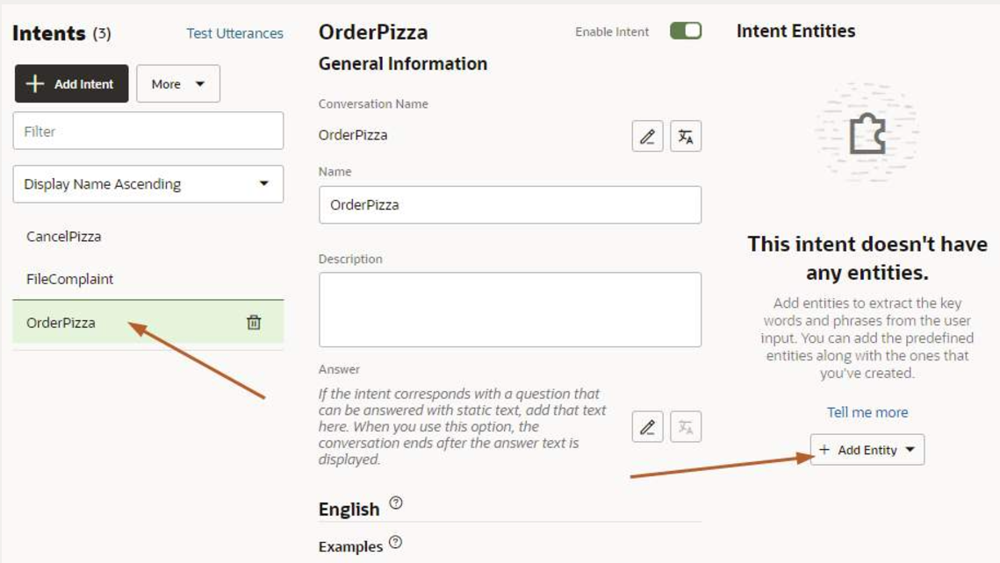 Intents (3)
Test Utterances
Add Intent
More
Filter
Display Name Ascending
CancelPizza
FileComplaint
OrderPizza
OrderPizza
Enable Intent
General Information
Conversation Name
OrderPizza
Name
OrderPizza
Description
Answer
If the intent corresponds with a question that
can be answered with static text, add that text
here. When you use this option, the
conversation ends after the answer text is
displayed.
English
Examples
Intent Entities
This intent doesn't have
any entities.
Add entities to extract the key
words and phrases from the user
input. You can add the predefined
entities along with the ones that
you've created.
Tell me more
+ Add Entity